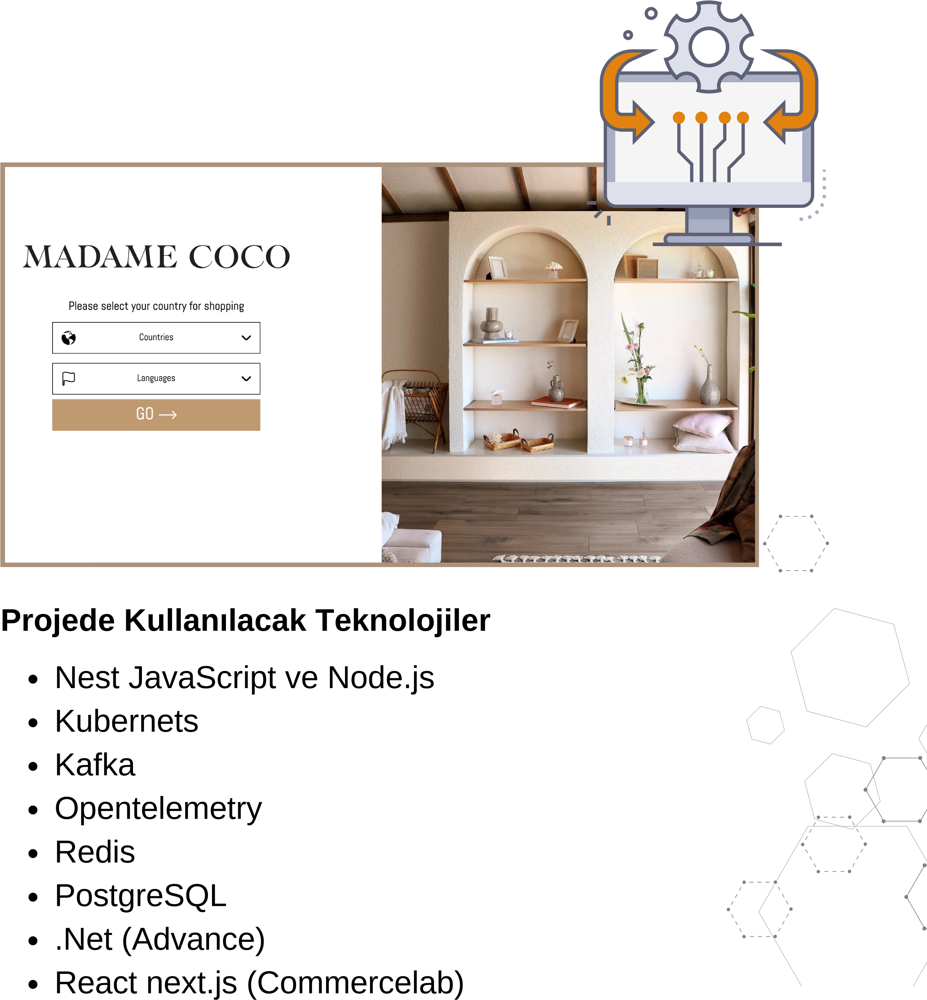 MADAME COCO
Please select your country for shopping
Countries
Languages
GO →
Projede Kullanılacak Teknolojiler
• Nest JavaScript ve Node.js
• Kubernets
• Kafka
• Opentelemetry
• Redis
• PostgreSQL
• .Net (Advance)
• React next.js (Commercelab)